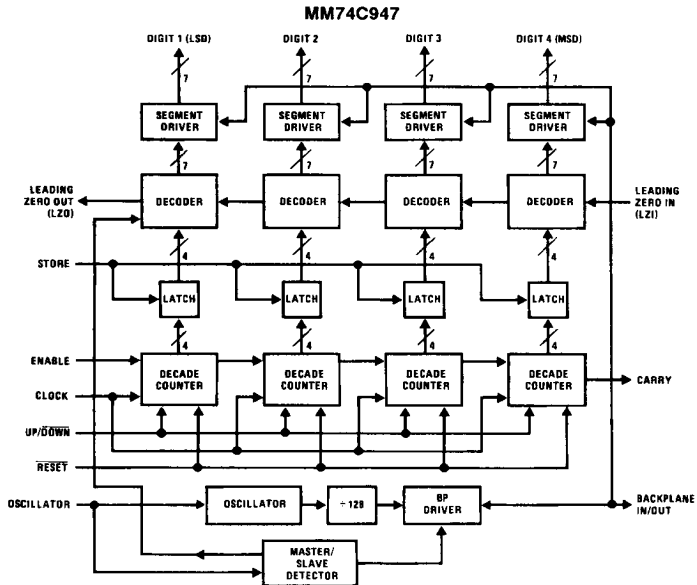 MM74C947
DIGIT 1 (LSD) DIGIT 2 DIGIT 3 DIGIT 4 (MSD)
7 7 7 7
SEGMENT DRIVER SEGMENT DRIVER SEGMENT DRIVER SEGMENT DRIVER
7 7 7 7
LEADING
ZERO OUT
(LZO)
DECODER DECODER DECODER DECODER
LEADING
ZERO IN
(LZI)
4 4 4 4
STORE
LATCH LATCH LATCH LATCH
4 4 4 4
ENABLE
DECADE COUNTER DECADE COUNTER DECADE COUNTER DECADE COUNTER
CARRY
CLOCK
UP/DOWN
RESET
OSCILLATOR
OSCILLATOR
÷128
BP
DRIVER
BACKPLANE
IN/OUT
MASTER/
SLAVE
DETECTOR